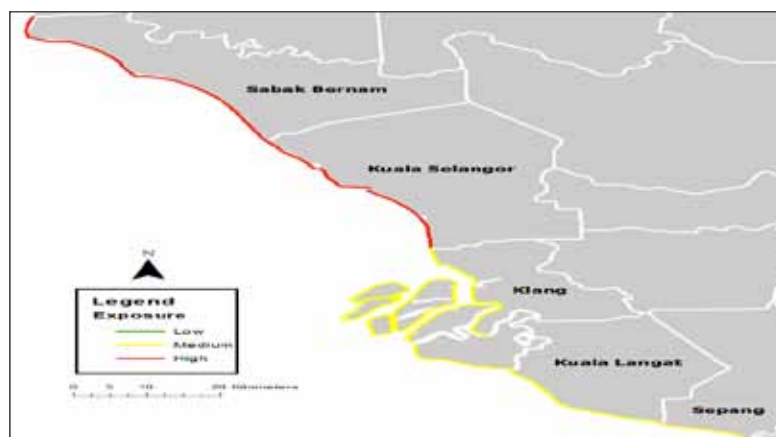 Sabak Bernam
Kuala Selangor
N
Klang
Legend
Exposure
Low
Medium
High
Kuala Langat
0 5 10 20 Kilometers
Sepang